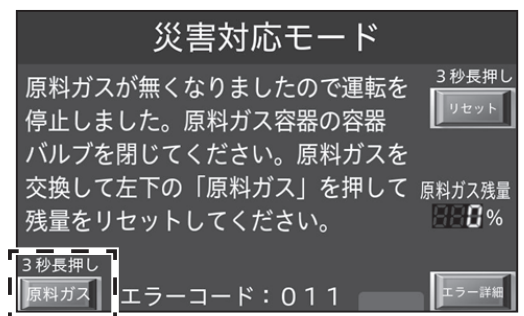 災害対応モード
原料ガスが無くなりましたので運転を
停止しました。原料ガス容器の容器
バルブを閉じてください。原料ガスを
交換して左下の「原料ガス」を押して
残量をリセットしてください。
3秒長押し
リセット
原料ガス残量
0%
3秒長押し
原料ガス
エラーコード：011
エラー詳細